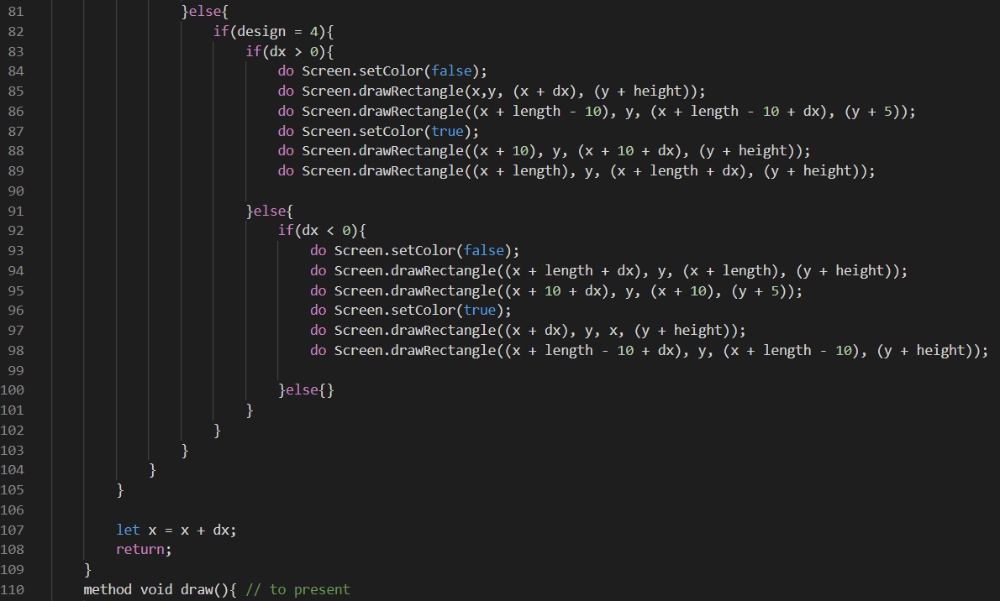 81 }else{
82 if(design = 4){
83 if(dx > 0){
84 do Screen.setColor(false);
85 do Screen.drawRectangle(x,y, (x + dx), (y + height));
86 do Screen.drawRectangle((x + length - 10), y, (x + length - 10 + dx), (y + 5));
87 do Screen.setColor(true);
88 do Screen.drawRectangle((x + 10), y, (x + 10 + dx), (y + height));
89 do Screen.drawRectangle((x + length), y, (x + length + dx), (y + height));
90
91 }else{
92 if(dx < 0){
93 do Screen.setColor(false);
94 do Screen.drawRectangle((x + length + dx), y, (x + length), (y + height));
95 do Screen.drawRectangle((x + 10 + dx), y, (x + 10), (y + 5));
96 do Screen.setColor(true);
97 do Screen.drawRectangle((x + dx), y, x, (y + height));
98 do Screen.drawRectangle((x + length - 10 + dx), y, (x + length - 10), (y + height));
99
100 }else{}
101 }
102 }
103 }
104 }
105 }
106
107 let x = x + dx;
108 return;
109 }
110 method void draw(){ // to present